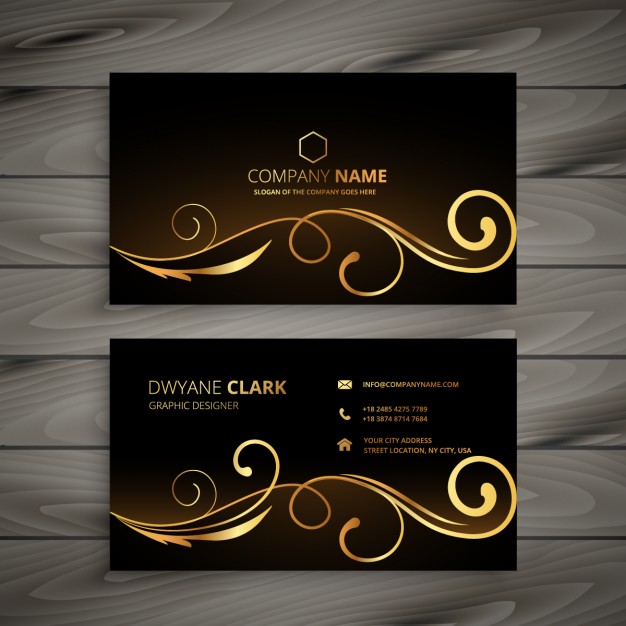 COMPANY NAME
SLOGAN OF THE COMPANY GOES HERE
DWYANE CLARK
GRAPHIC DESIGNER
INFO@COMPANYNAME.COM
+18 2485 4275 7789
+18 3874 8714 7684
YOUR CITY ADDRESS
STREET LOCATION, NY CITY, USA